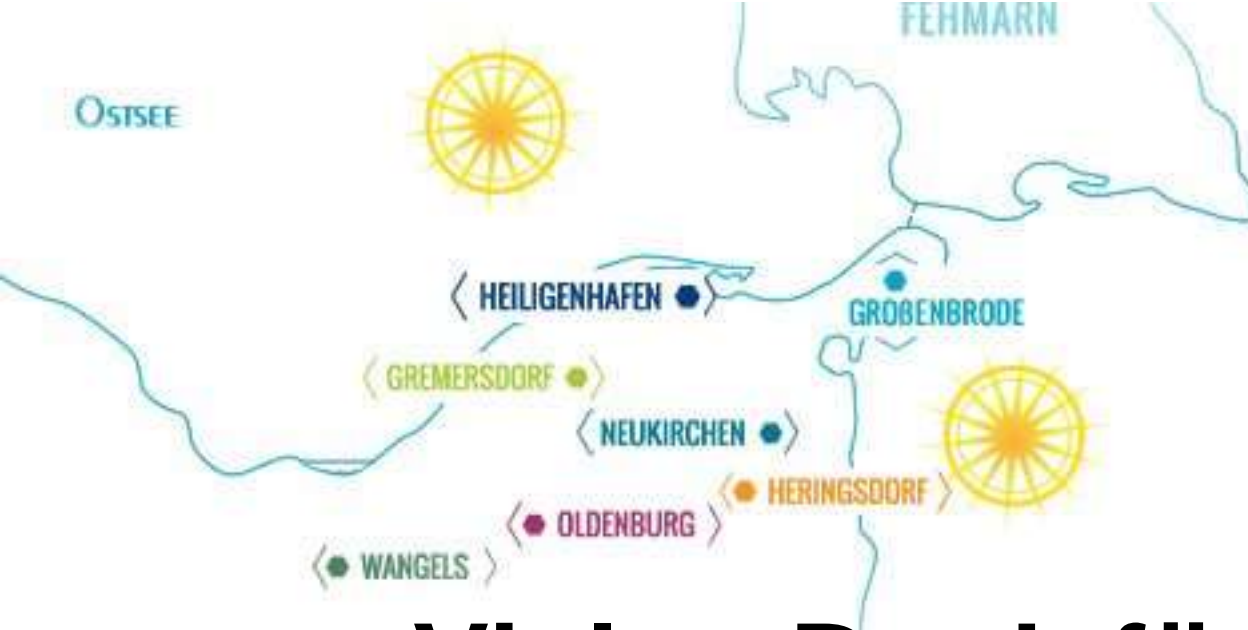 FEHMARN
OSTSEE
HEILIGENHAFEN
GROßENBRODE
GREMERSDORF
NEUKIRCHEN
HERINGSDORF
OLDENBURG
WANGELS